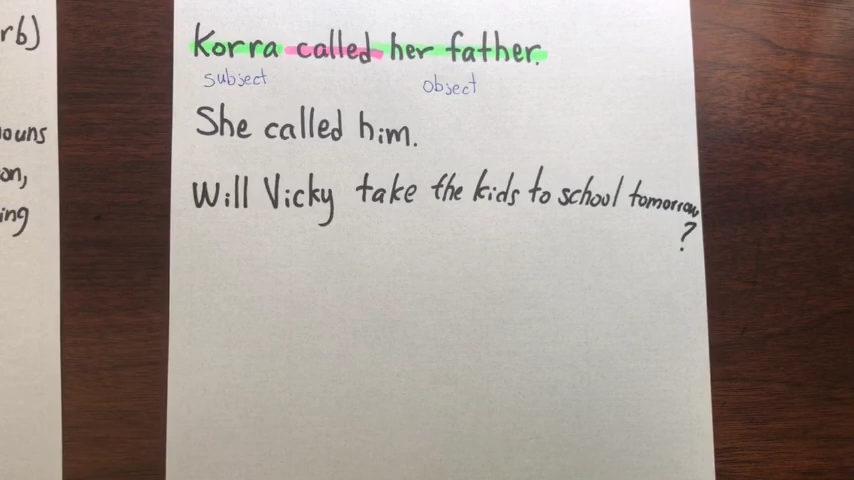 rb)
ouns
on,
ing
Korra called her father.
subject object
She called him.
Will Vicky take the kids to school tomorrow
?